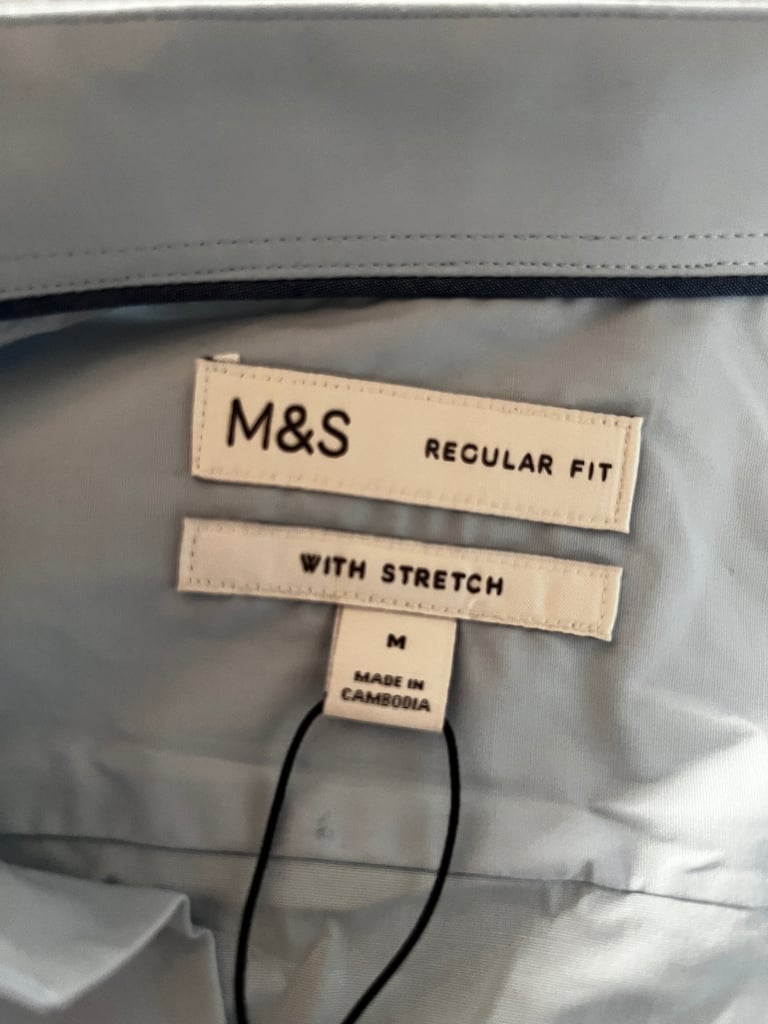 M&S REGULAR FIT
WITH STRETCH
M
MADE IN
CAMBODIA